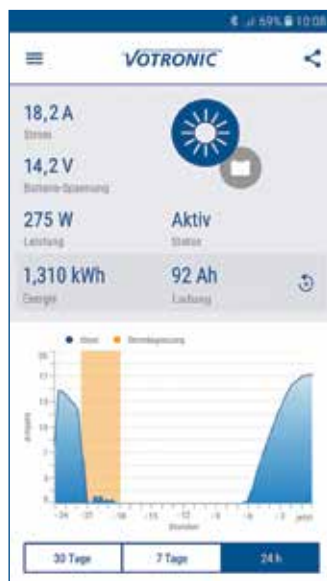 69% 10:08
VOTRONIC
18,2 A
Strom
14,2 V
Batterie-Spannung
275 W
Aktiv
Leistung
Status
1,310 kWh
92 Ah
Energie
Ladung
Strom
Strombegrenzung
Stunden
jetzt
30 Tage
7 Tage
24 h